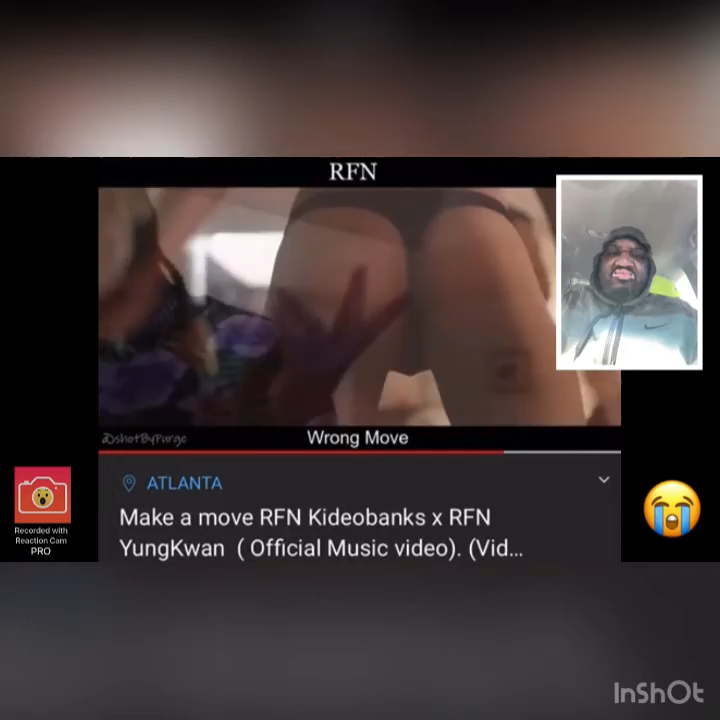 RFN
@shotByPurge
Wrong Move
ATLANTA
Make a move RFN Kideobanks x RFN
YungKwan ( Official Music video). (Vid...
Recorded with
Reaction Cam
PRO
InShOt